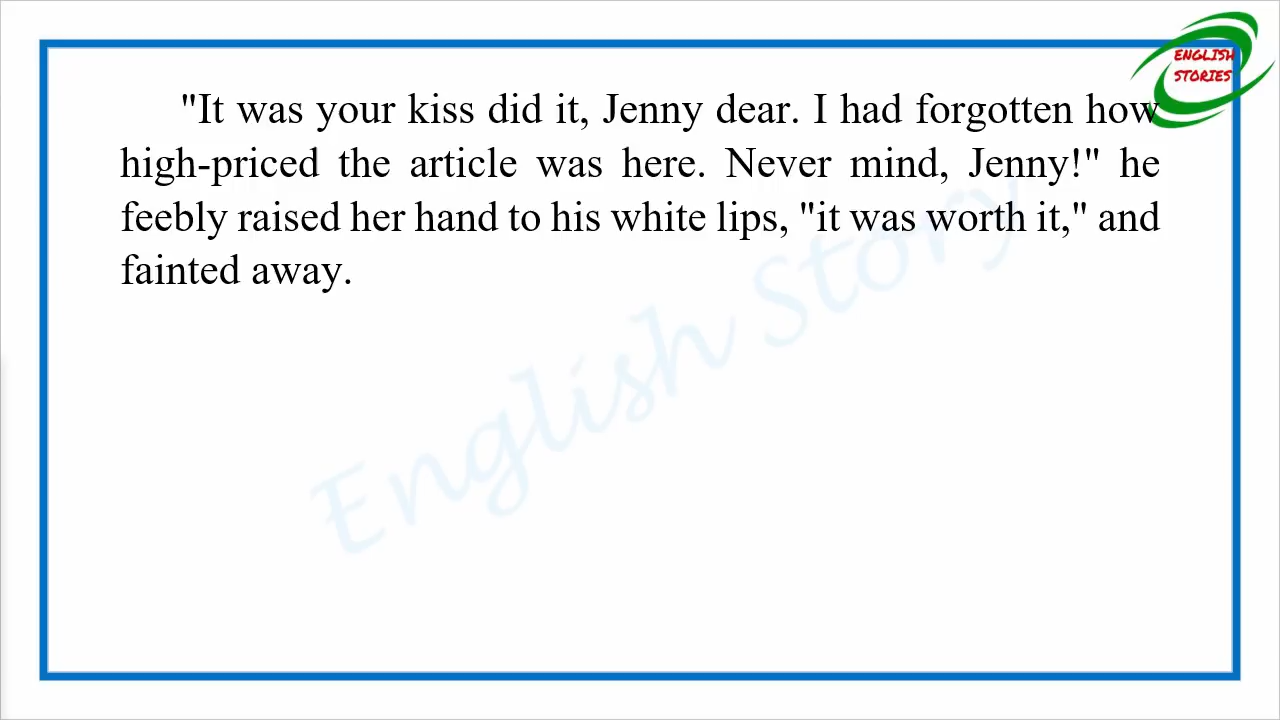 ENGLISH
STORIES
"It was your kiss did it, Jenny dear. I had forgotten how
high-priced the article was here. Never mind, Jenny!" he
feebly raised her hand to his white lips, "it was worth it," and
fainted away.
English Story